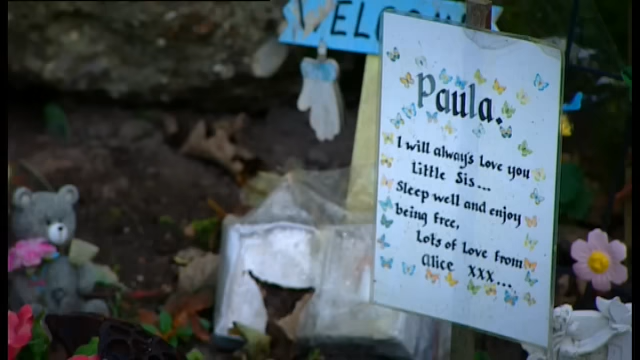 WELCO
Paula.
I will always love you
Little Sis...
Sleep well and enjoy
being free,
Lots of Love from
Alice xxx...